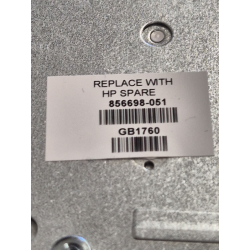 REPLACE WITH
HP SPARE
856698-051
GB1760